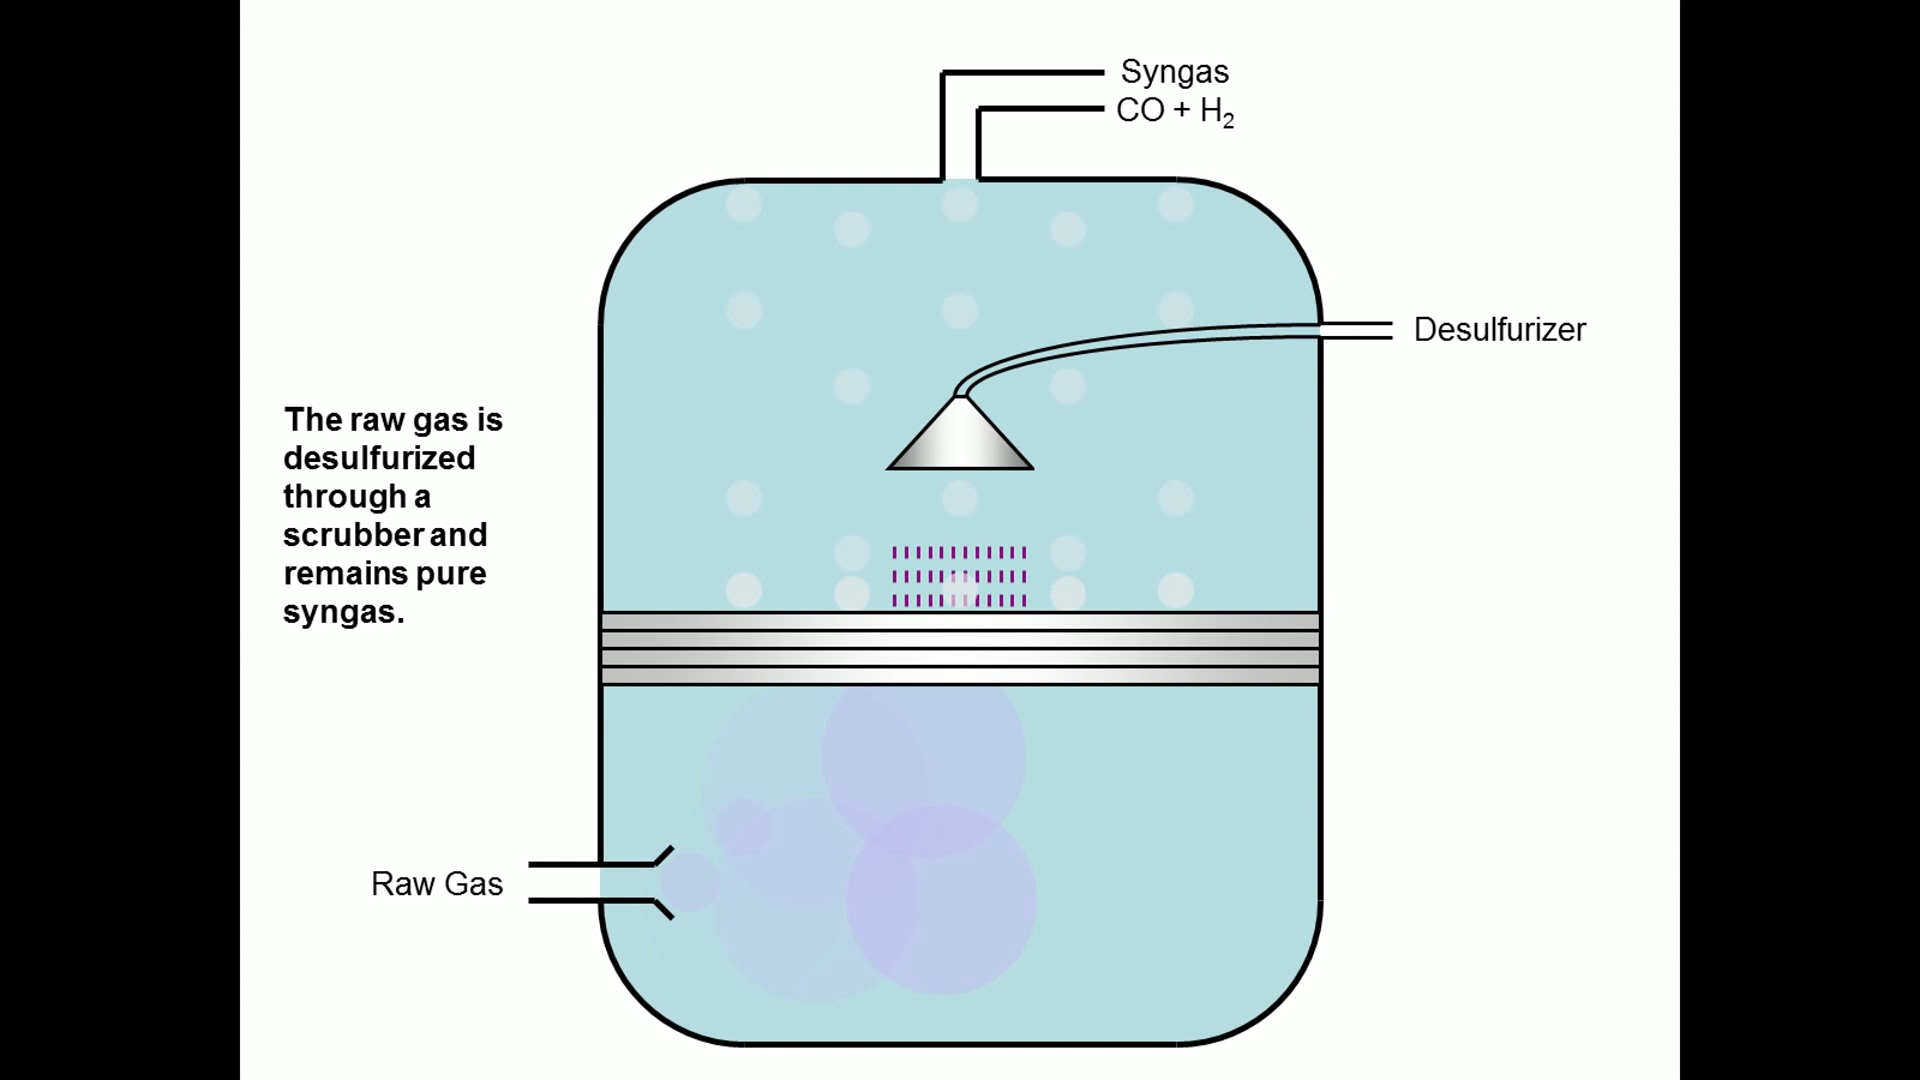 Syngas
CO + H₂
Desulfurizer
The raw gas is
desulfurized
through a
scrubber and
remains pure
syngas.
Raw Gas